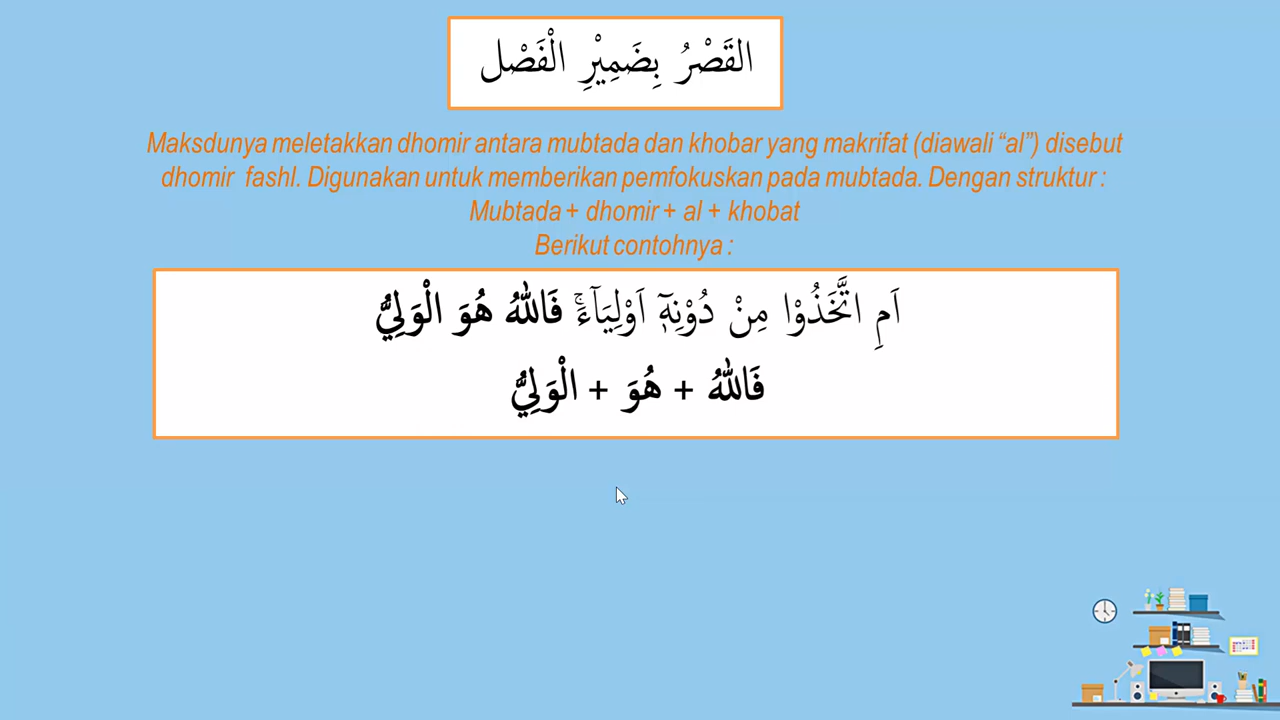 القَصْرُ بِضَمِيْرِ الْفَصْل
Maksdunya meletakkan dhomir antara mubtada dan khobar yang makrifat (diawali “al”) disebut
dhomir fashl. Digunakan untuk memberikan pemfokuskan pada mubtada. Dengan struktur :
Mubtada + dhomir + al + khobat
Berikut contohnya :
اَمِ اتَّخَذُوْا مِنْ دُوْنِهٖٓ اَوْلِيَاۤءَۚ فَاللّٰهُ هُوَ الْوَلِيُّ
فَاللّٰهُ + هُوَ + الْوَلِيُّ